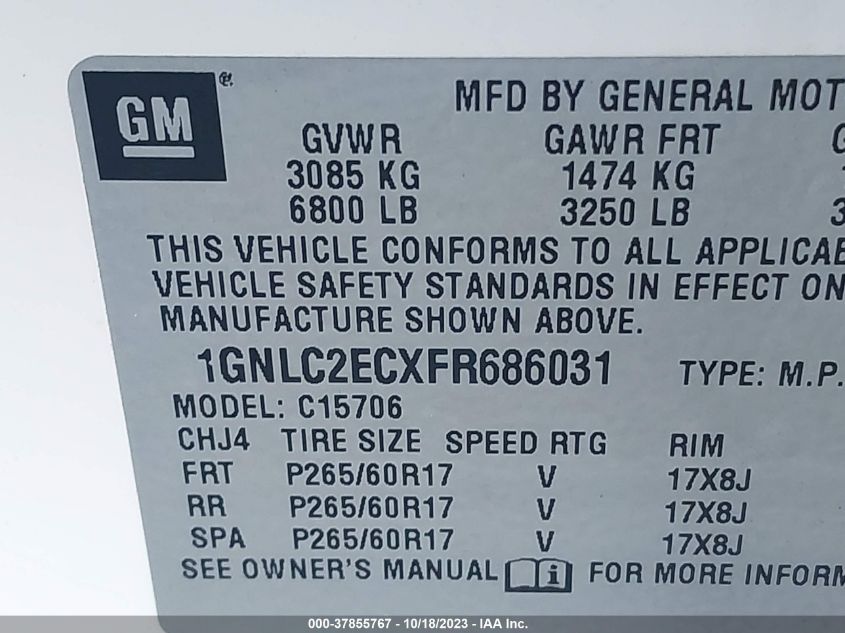 GM
MFD BY GENERAL MOT
GVWR GAWR FRT G
3085 KG 1474 KG
6800 LB 3250 LB 3
THIS VEHICLE CONFORMS TO ALL APPLICAB
VEHICLE SAFETY STANDARDS IN EFFECT ON
MANUFACTURE SHOWN ABOVE.
1GNLC2ECXFR686031 TYPE: M.P.
MODEL: C15706
CHJ4 TIRE SIZE SPEED RTG RIM
FRT P265/60R17 V 17X8J
RR P265/60R17 V 17X8J
SPA P265/60R17 V 17X8J
SEE OWNER'S MANUAL i FOR MORE INFORM
000-37855767 - 10/18/2023 - IAA Inc.